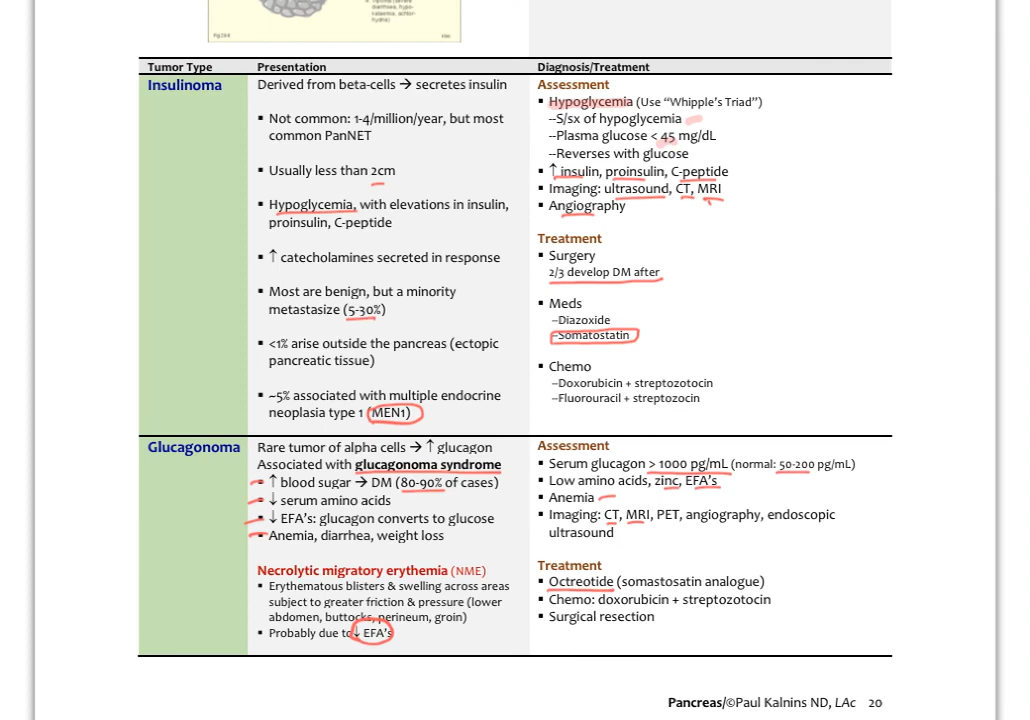 Fig 29.8
Tumor Type
Presentation
Diagnosis/Treatment
Insulinoma
Derived from beta-cells → secretes insulin
▪ Not common: 1-4/million/year, but most
common PanNET
▪ Usually less than 2cm
▪ Hypoglycemia, with elevations in insulin,
proinsulin, C-peptide
▪ ↑ catecholamines secreted in response
▪ Most are benign, but a minority
metastasize (5-30%)
▪ <1% arise outside the pancreas (ectopic
pancreatic tissue)
▪ ~5% associated with multiple endocrine
neoplasia type 1 (MEN1)
Assessment
▪ Hypoglycemia (Use “Whipple’s Triad”)
--S/sx of hypoglycemia
--Plasma glucose < 45 mg/dL
--Reverses with glucose
▪ ↑ insulin, proinsulin, C-peptide
▪ Imaging: ultrasound, CT, MRI
▪ Angiography
Treatment
▪ Surgery
2/3 develop DM after
▪ Meds
--Diazoxide
--Somatostatin
▪ Chemo
--Doxorubicin + streptozotocin
--Fluorouracil + streptozocin
Glucagonoma
Rare tumor of alpha cells → ↑ glucagon
Associated with glucagonoma syndrome
▪ ↑ blood sugar → DM (80-90% of cases)
▪ ↓ serum amino acids
▪ ↓ EFA’s: glucagon converts to glucose
▪ Anemia, diarrhea, weight loss
Necrolytic migratory erythemia (NME)
▪ Erythematous blisters & swelling across areas
subject to greater friction & pressure (lower
abdomen, buttocks, perineum, groin)
▪ Probably due to ↓ EFA’s
Assessment
▪ Serum glucagon > 1000 pg/mL (normal: 50-200 pg/mL)
▪ Low amino acids, zinc, EFA’s
▪ Anemia
▪ Imaging: CT, MRI, PET, angiography, endoscopic
ultrasound
Treatment
▪ Octreotide (somastosatin analogue)
▪ Chemo: doxorubicin + streptozotocin
▪ Surgical resection
Pancreas/©Paul Kalnins ND, LAc 20